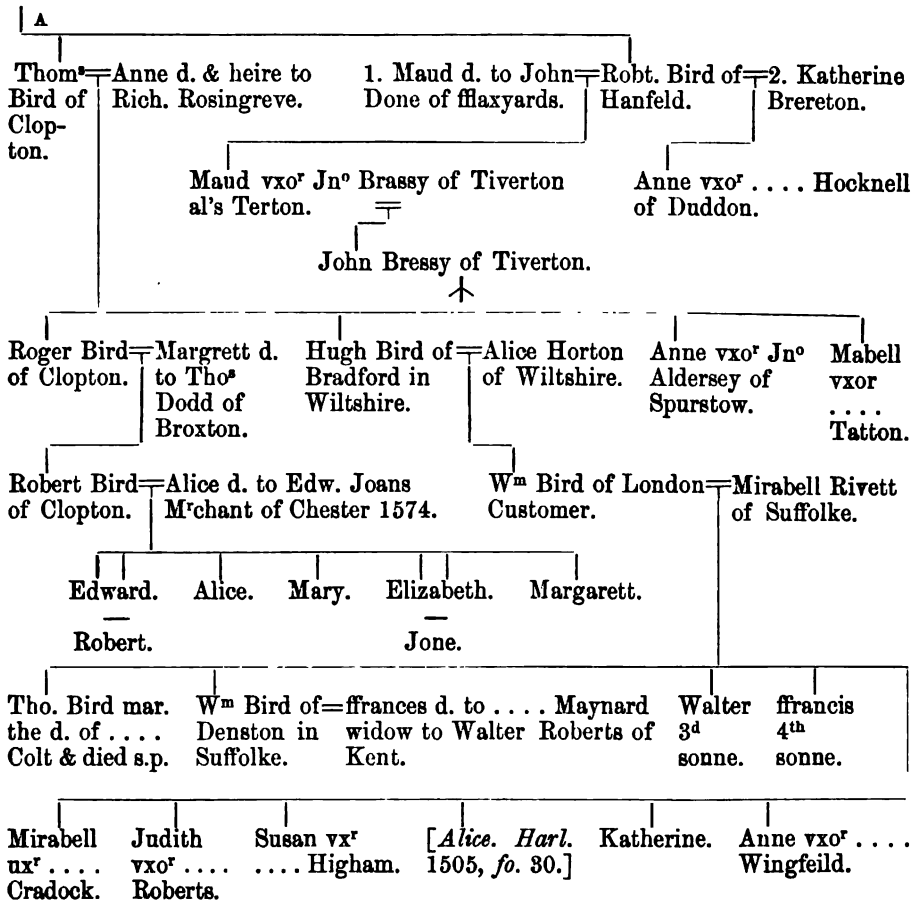 A
Thomˢ Anne d. & heire to 1. Maud d. to John Robt. Bird of 2. Katherine
Bird of Rich. Rosingreve. Done of fflaxyards. Hanfeld. Brereton.
Clop-
ton.
Maud vxoʳ Jnº Brassy of Tiverton Anne vxoʳ .... Hocknell
al's Terton. of Duddon.
John Bressy of Tiverton.
Roger Bird Margrett d. Hugh Bird of Alice Horton Anne vxoʳ Jnº Mabell
of Clopton. to Thoˢ Bradford in of Wiltshire. Aldersey of vxor
Dodd of Wiltshire. Spurstow. ....
Broxton. Tatton.
Robert Bird Alice d. to Edw. Joans Wᵐ Bird of London Mirabell Rivett
of Clopton. Mʳchant of Chester 1574. Customer. of Suffolke.
Edward. Alice. Mary. Elizabeth. Margarett.
Robert. Jone.
Tho. Bird mar. Wᵐ Bird of=ffrances d. to .... Maynard Walter ffrancis
the d. of .... Denston in widow to Walter Roberts of 3ᵈ 4ᵗʰ
Colt & died s.p. Suffolke. Kent. sonne. sonne.
Mirabell Judith Susan vxʳ [Alice. Harl. Katherine. Anne vxoʳ ....
uxʳ .... vxoʳ .... .... Higham. 1505, fo. 30.] Wingfeild.
Cradock. Roberts.